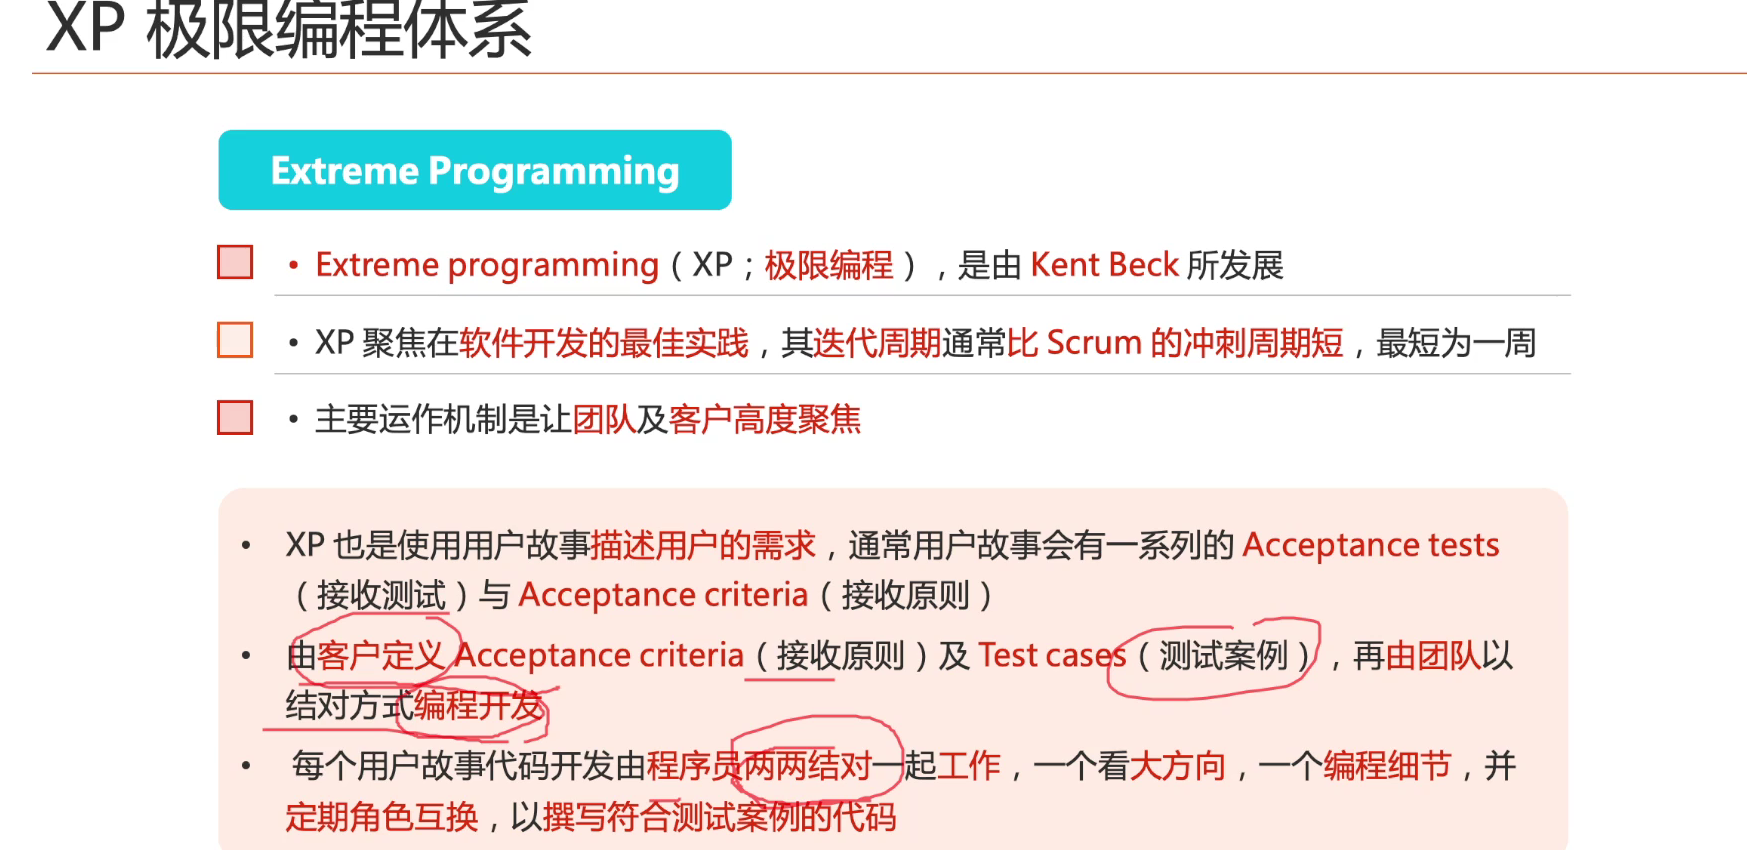 XP 极限编程体系
Extreme Programming
• Extreme programming（XP；极限编程），是由 Kent Beck 所发展
• XP 聚焦在软件开发的最佳实践，其迭代周期通常比 Scrum 的冲刺周期短，最短为一周
• 主要运作机制是让团队及客户高度聚焦
• XP 也是使用用户故事描述用户的需求，通常用户故事会有一系列的 Acceptance tests
（接收测试）与 Acceptance criteria（接收原则）
• 由客户定义 Acceptance criteria（接收原则）及 Test cases（测试案例），再由团队以
结对方式编程开发
• 每个用户故事代码开发由程序员两两结对一起工作，一个看大方向，一个编程细节，并
定期角色互换，以撰写符合测试案例的代码